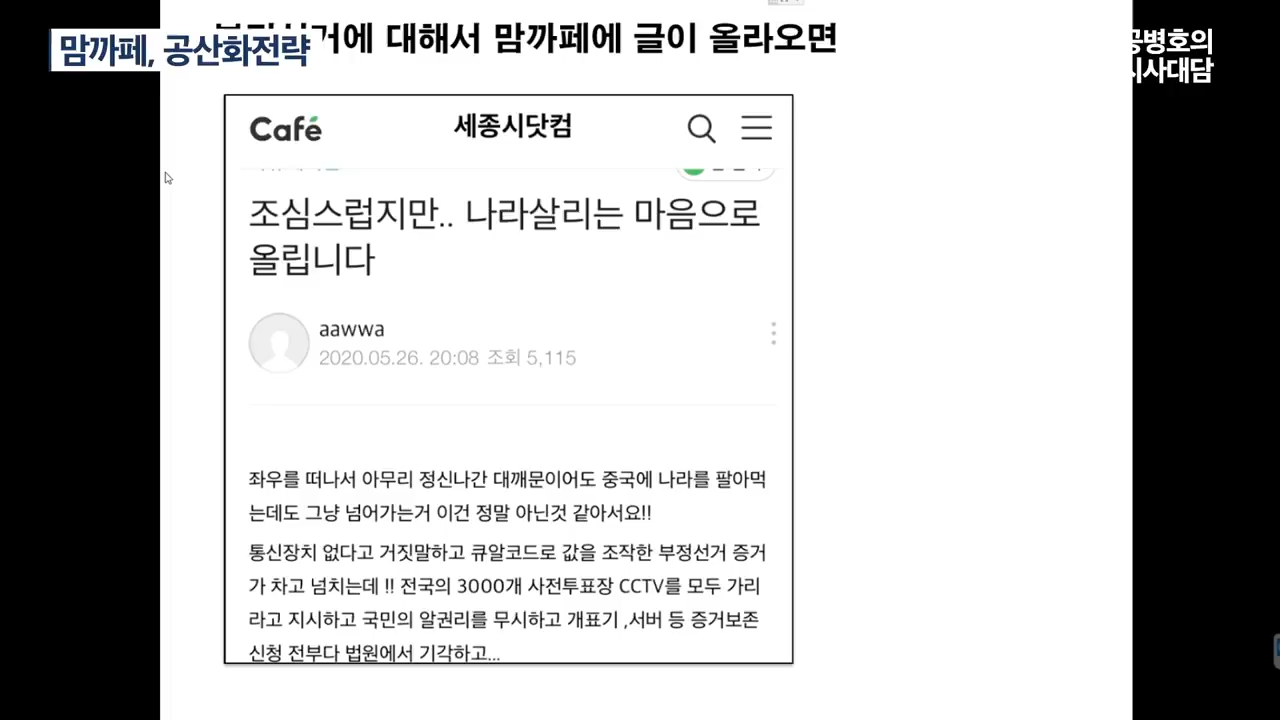 맘까페, 공산화전략
거에 대해서 맘까페에 글이 올라오면
공병호의
시사대담
Café
세종시닷컴
조심스럽지만.. 나라살리는 마음으로
올립니다
aawwa
2020.05.26. 20:08 조회 5,115
좌우를 떠나서 아무리 정신나간 대깨문이어도 중국에 나라를 팔아먹
는데도 그냥 넘어가는거 이건 정말 아닌것 같아서요!!
통신장치 없다고 거짓말하고 큐알코드로 값을 조작한 부정선거 증거
가 차고 넘치는데 !! 전국의 3000개 사전투표장 CCTV를 모두 가리
라고 지시하고 국민의 알권리를 무시하고 개표기 ,서버 등 증거보존
신청 전부다 법원에서 기각하고...